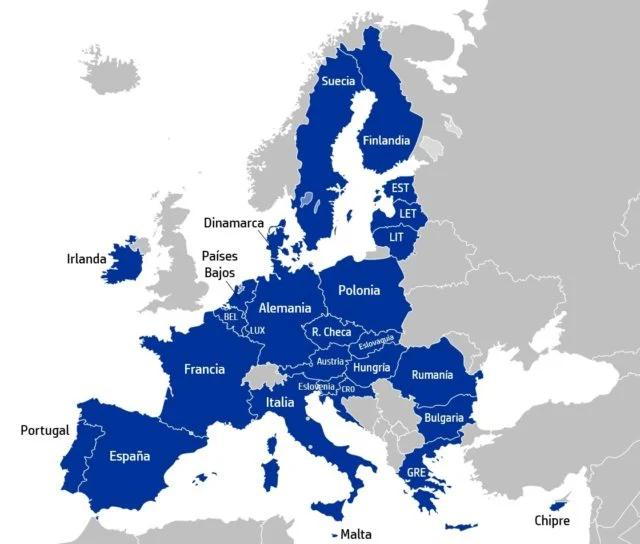 Suecia
Finlandia
EST
LET
LIT
Dinamarca
Irlanda
Países
Bajos
Polonia
Alemania
BEL
LUX
R. Checa
Eslovaquia
Austria
Hungría
Francia
Rumanía
Eslovenia
CRO
Italia
Bulgaria
Portugal
España
GRE
Chipre
Malta